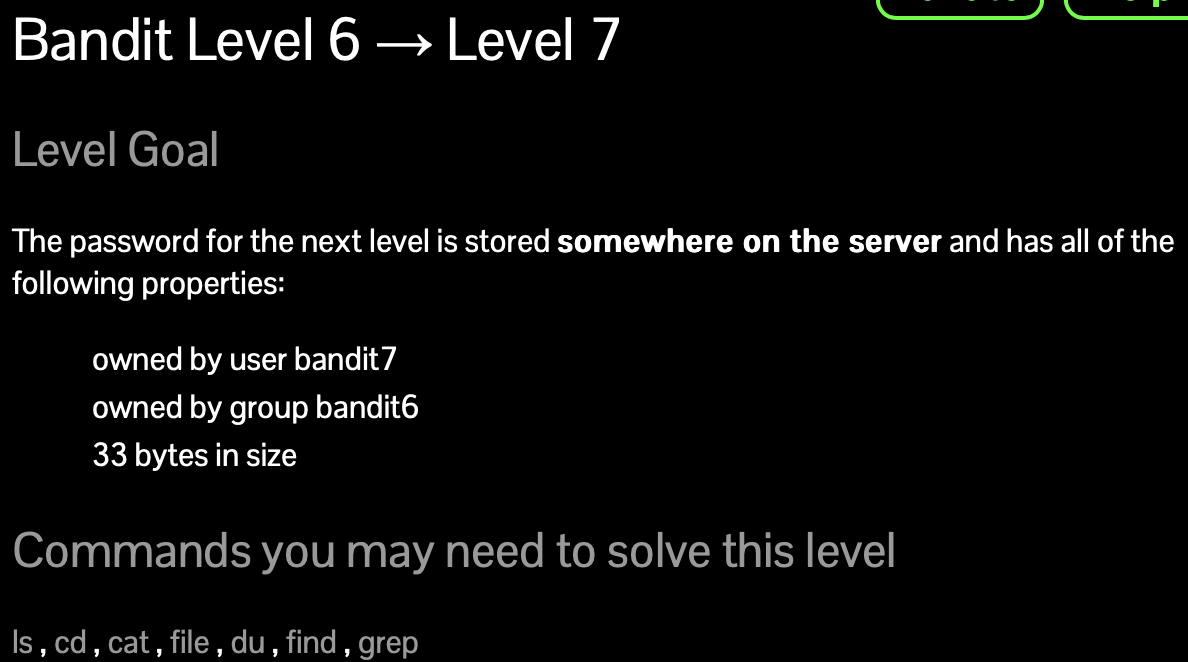 Bandit Level 6 → Level 7
Level Goal
The password for the next level is stored somewhere on the server and has all of the
following properties:
owned by user bandit7
owned by group bandit6
33 bytes in size
Commands you may need to solve this level
ls , cd , cat , file , du , find , grep